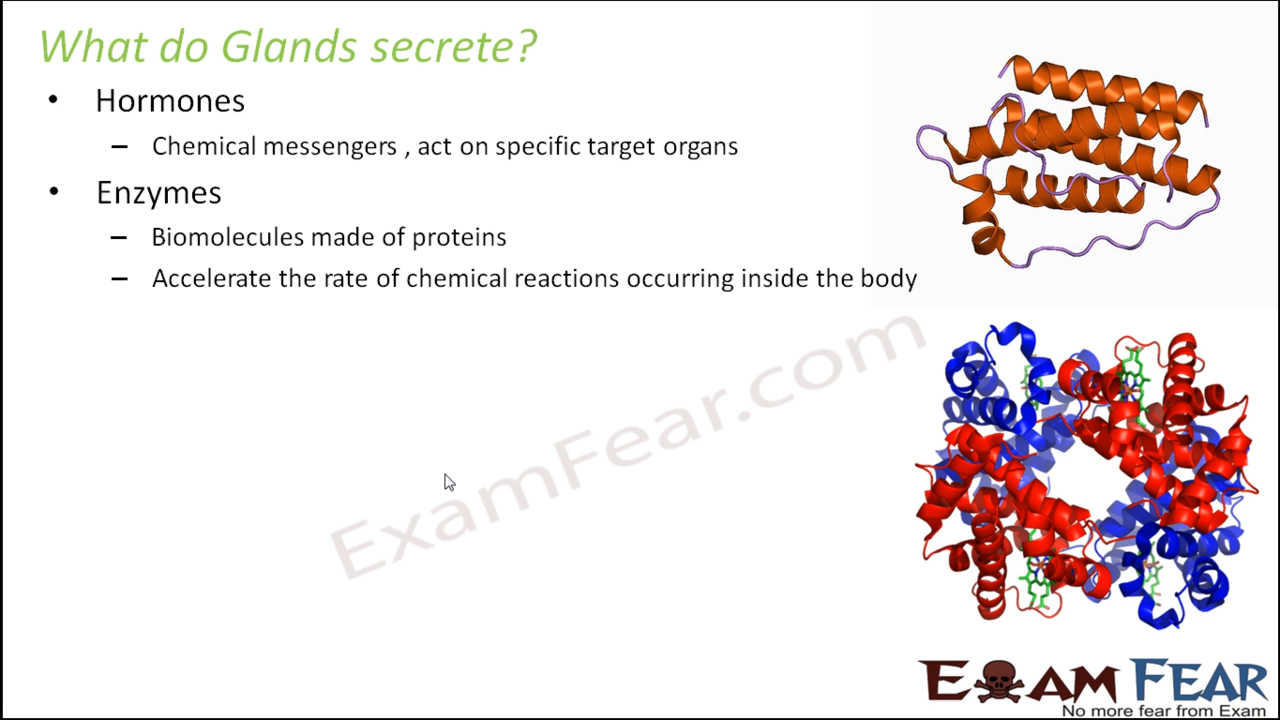 What do Glands secrete?
• Hormones
– Chemical messengers , act on specific target organs
• Enzymes
– Biomolecules made of proteins
– Accelerate the rate of chemical reactions occurring inside the body
ExamFear.com
EXAM FEAR
No more fear from Exam